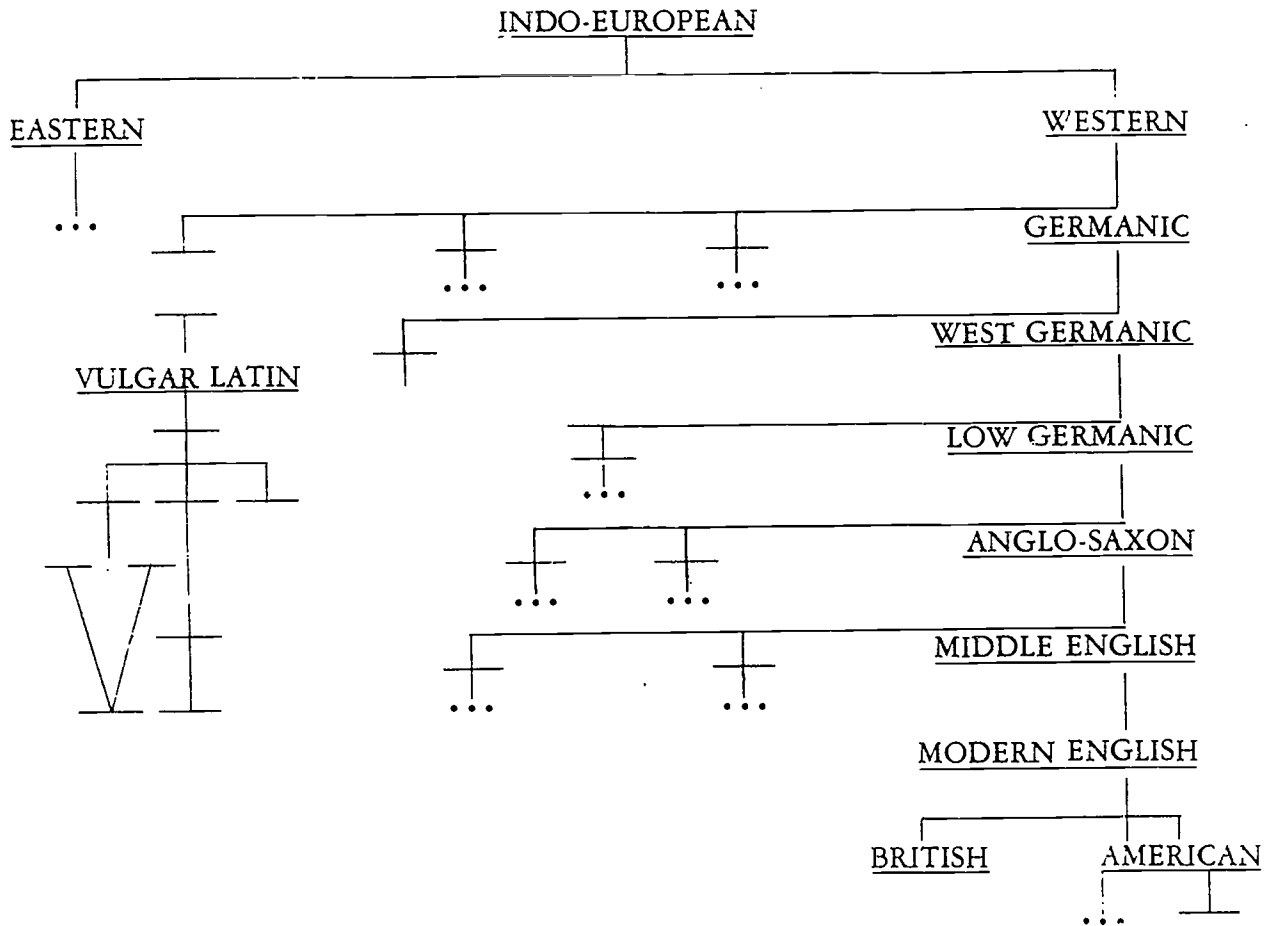 INDO-EUROPEAN
EASTERN
WESTERN
...
GERMANIC
...
...
WEST GERMANIC
VULGAR LATIN
LOW GERMANIC
...
ANGLO-SAXON
...
...
MIDDLE ENGLISH
...
...
MODERN ENGLISH
BRITISH
AMERICAN
...